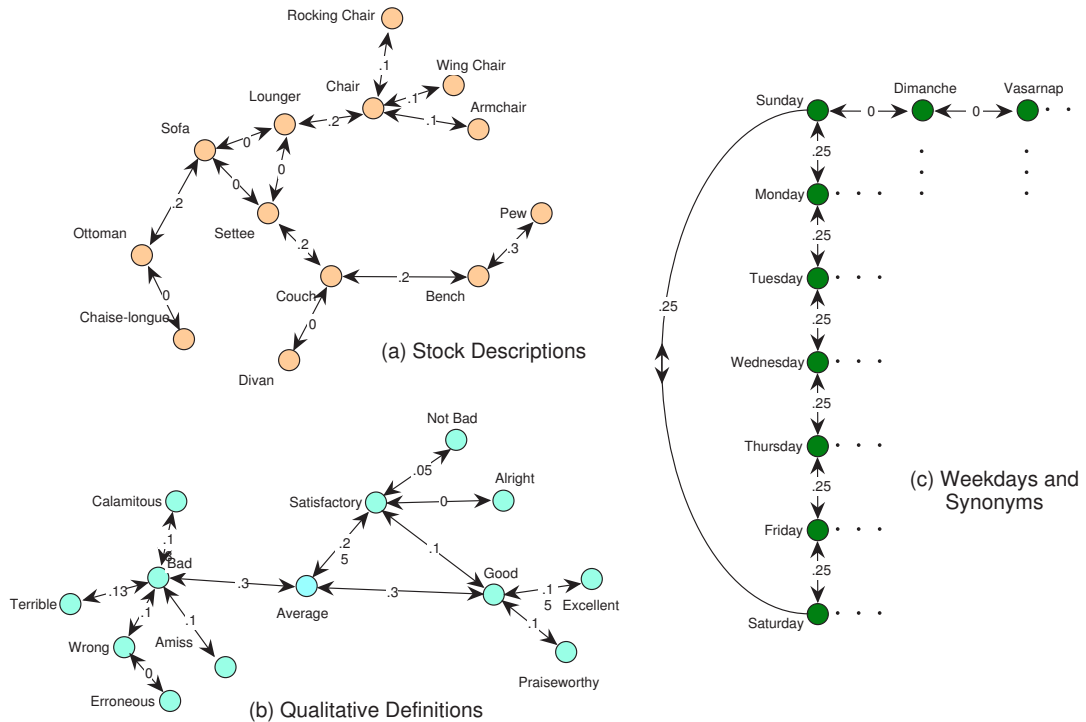 Rocking Chair
.1
Wing Chair
Chair
.1
Lounger
Armchair
.2
.1
Sofa
0
0
0
.2
Pew
Ottoman
Settee
.3
.2
.2
0
Couch
Bench
Chaise-longue
0
(a) Stock Descriptions
Divan
Not Bad
.05
Alright
Calamitous
Satisfactory
0
.1
8
.2
5
.1
Bad
Good
.3
.1
5
.13
.3
Terrible
Average
Excellent
.1
.1
.1
Wrong
Amiss
0
Praiseworthy
Erroneous
(b) Qualitative Definitions
Dimanche
Vasarnap
Sunday
0
0
.25
Monday
.25
Tuesday
.25
.25
Wednesday
.25
Thursday
.25
(c) Weekdays and
Synonyms
Friday
.25
Saturday